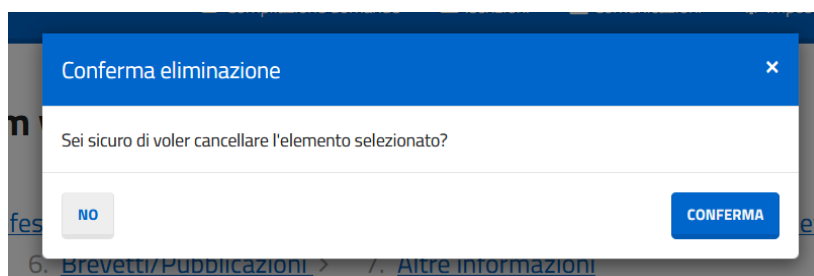 Conferma eliminazione ×
Sei sicuro di voler cancellare l'elemento selezionato?
NO CONFERMA
6. Brevetti/Pubblicazioni > 7. Altre Informazioni